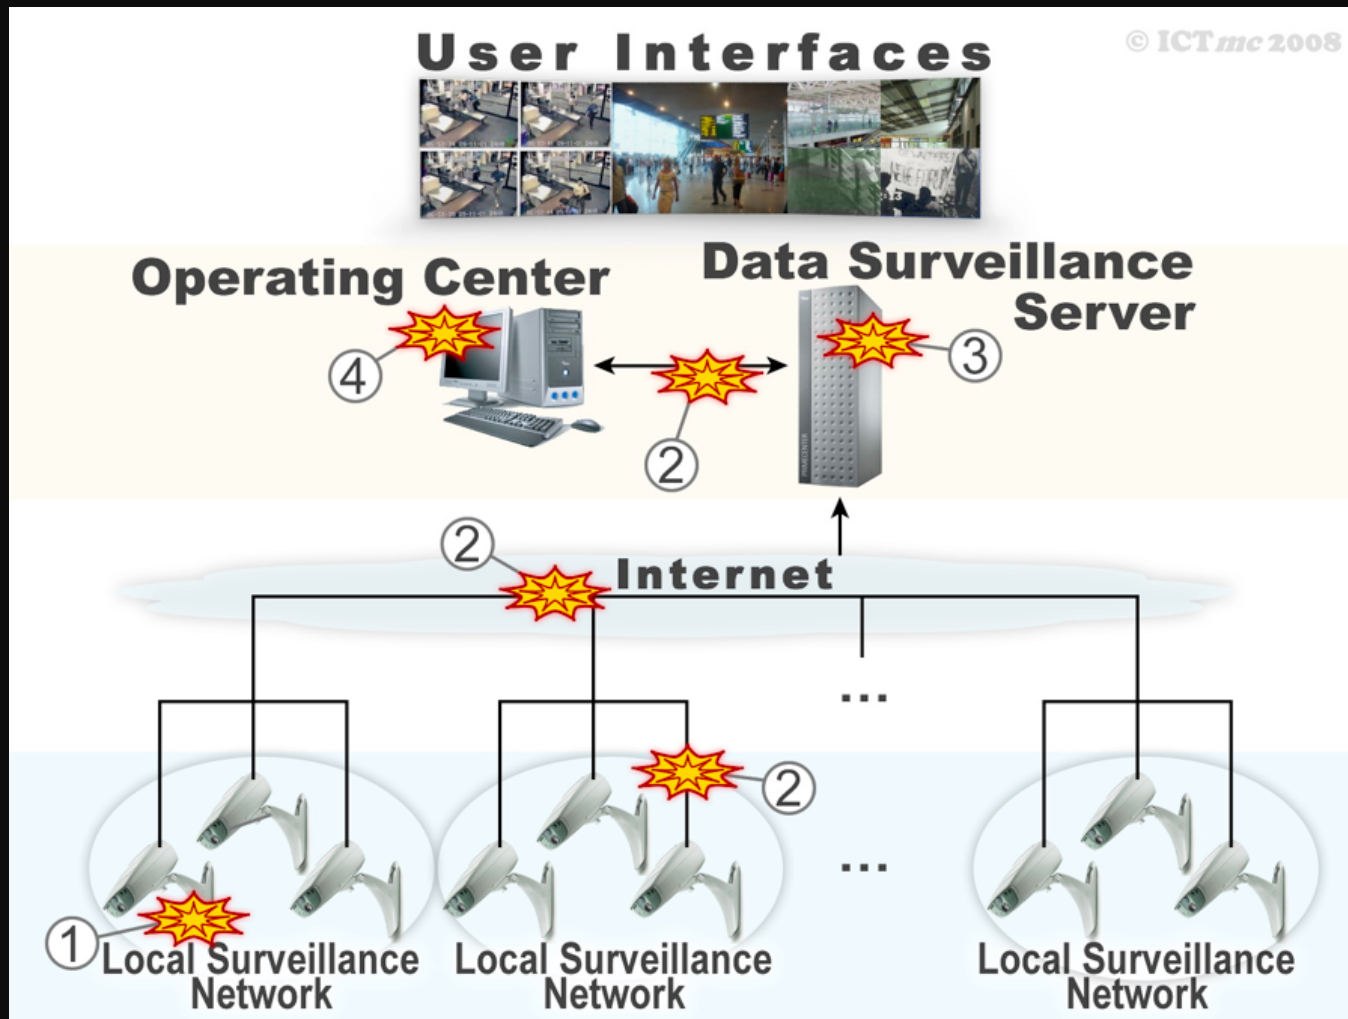 User Interfaces
© ICTmc 2008
Operating Center
Data Surveillance
Server
4
3
2
2
Internet
...
2
...
1
Local Surveillance
Network
Local Surveillance
Network
Local Surveillance
Network